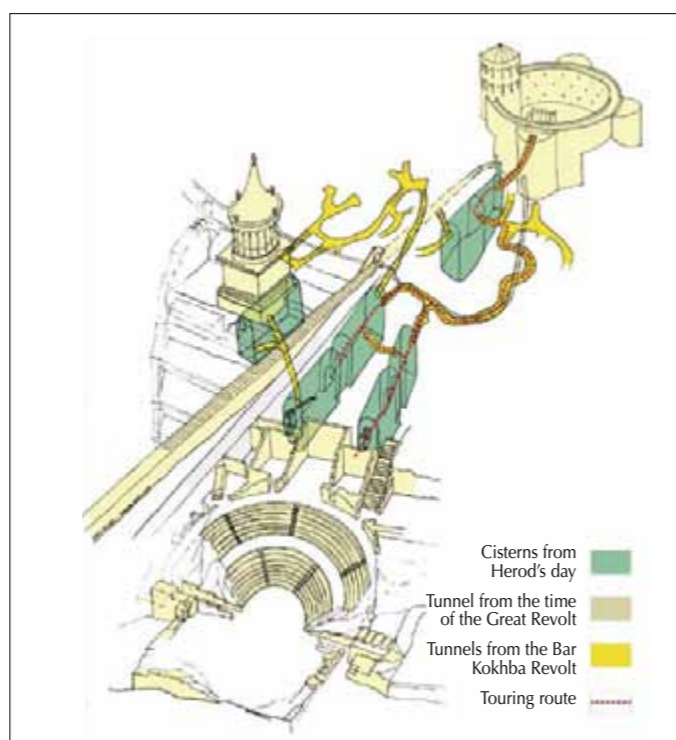 Cisterns from
Herod's day
Tunnel from the time
of the Great Revolt
Tunnels from the Bar
Kokhba Revolt
Touring route